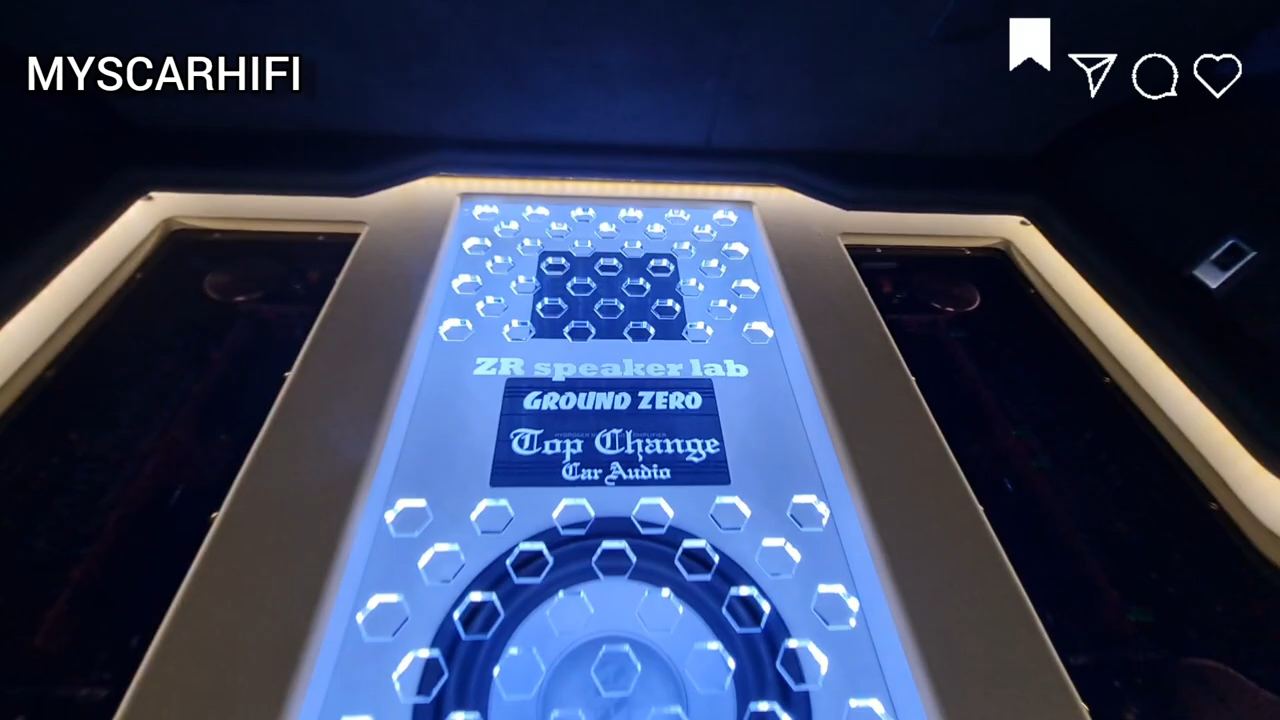 MYSCARHIFI
ZR speaker lab
GROUND ZERO
Top Change
Car Audio